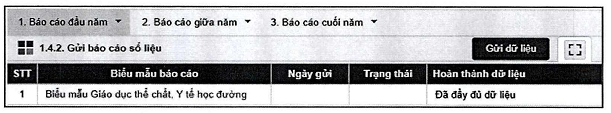 1. Báo cáo đầu năm 2. Báo cáo giữa năm 3. Báo cáo cuối năm
1.4.2. Gửi báo cáo số liệu Gửi dữ liệu
STT Biểu mẫu báo cáo Ngày gửi Trạng thái Hoàn thành dữ liệu
1 Biểu mẫu Giáo dục thể chất, Y tế học đường Đã đầy đủ dữ liệu